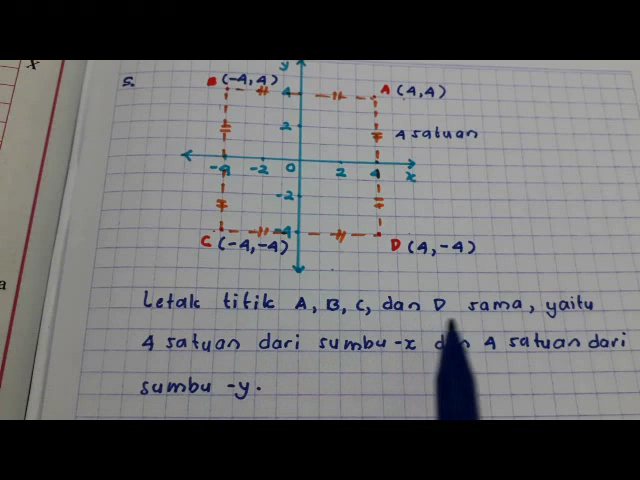 5.
y
B (-4,4)
A (4,4)
4
2
4 satuan
-4 -2 0 2 4 x
-2
-4
C (-4,-4)
D (4,-4)
Letak titik A, B, C, dan D sama, yaitu
4 satuan dari sumbu-x dan 4 satuan dari
sumbu-y.
x
a